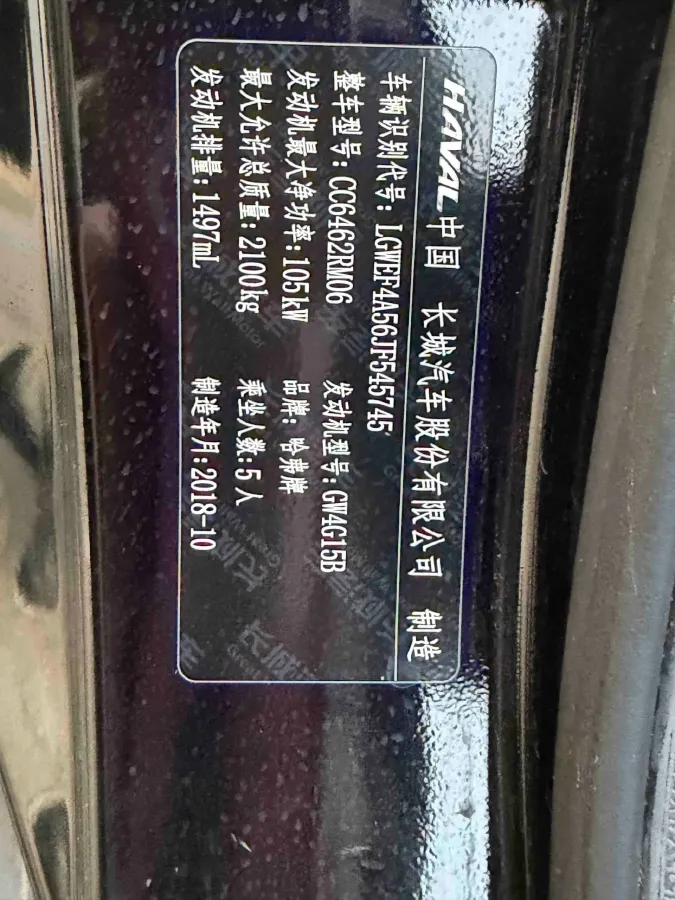 HAVAL 中国 长城汽车股份有限公司 制造
车辆识别代号: LGWEF4A56JF545745
整车型号: CC6462RM06 发动机型号: GW4G15B
发动机最大净功率: 105kW 品牌: 哈弗牌
最大允许总质量: 2100kg 乘坐人数: 5人
发动机排量: 1497mL 制造年月: 2018-10